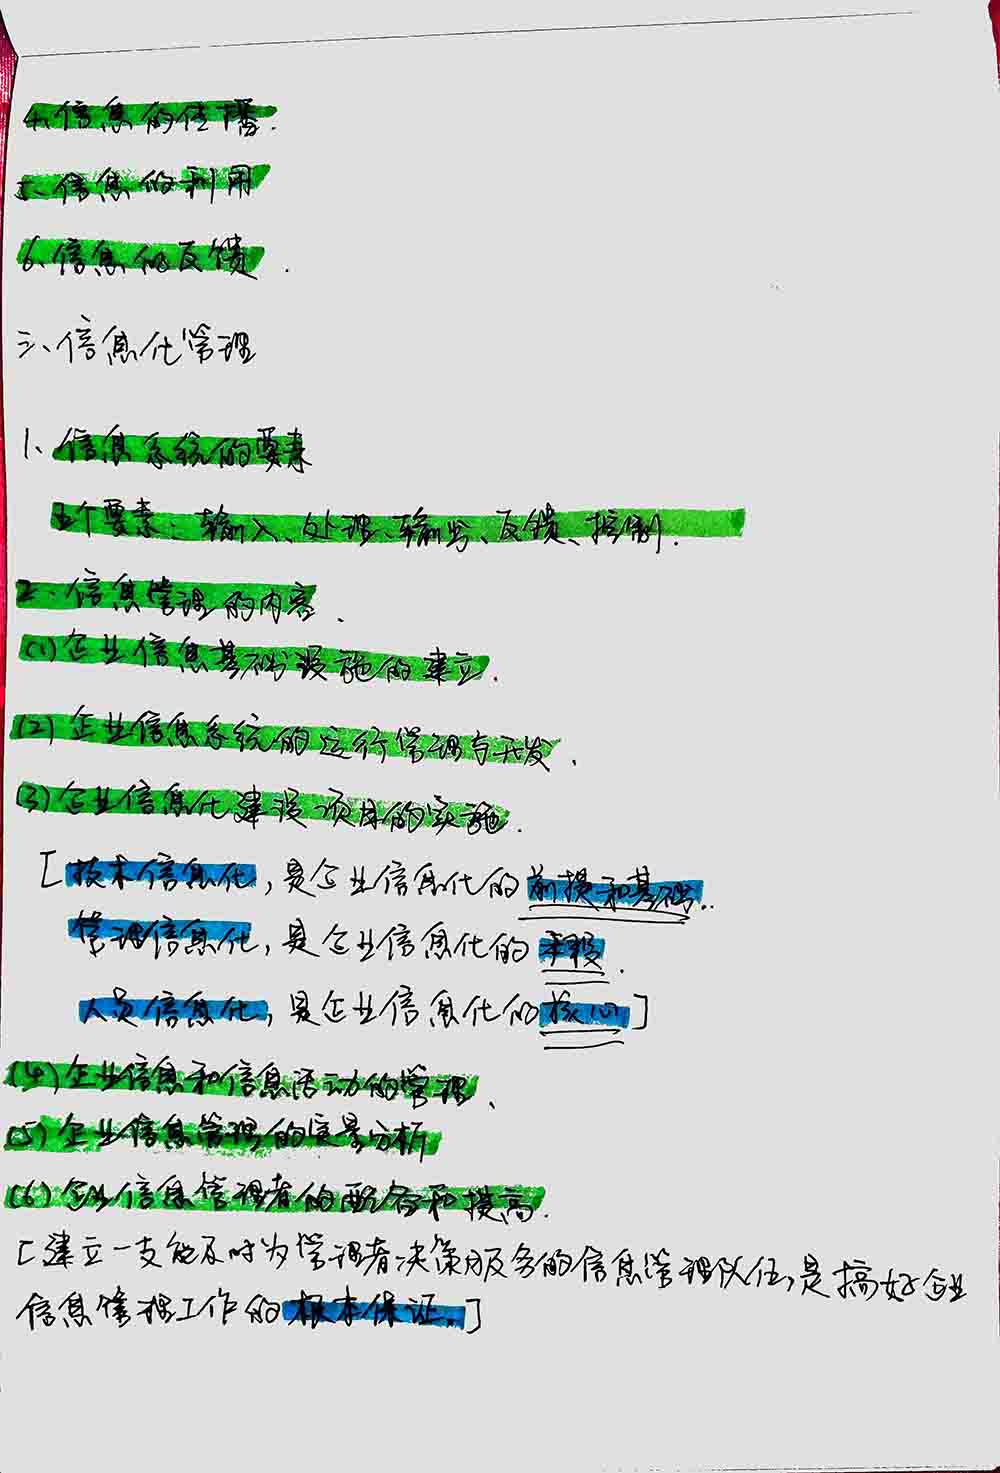 4、信息的传播.
5、信息的利用
6、信息的反馈.
三、信息化管理
1、信息系统的要素
五个要素：输入、处理、输出、反馈、控制.
2、信息管理的内容.
(1)企业信息基础设施的建立.
(2)企业信息系统的运行管理与开发.
(3)企业信息化建设项目的实施.
[技术信息化,是企业信息化的前提和基础.
管理信息化,是企业信息化的手段.
人员信息化,是企业信息化的核心]
(4)企业信息和信息活动的管理、
(5)企业信息管理的定量分析
(6)企业信息管理者的配备和提高.
[建立一支能及时为管理者决策服务的信息管理队伍,是搞好企业
信息管理工作的根本保证.]